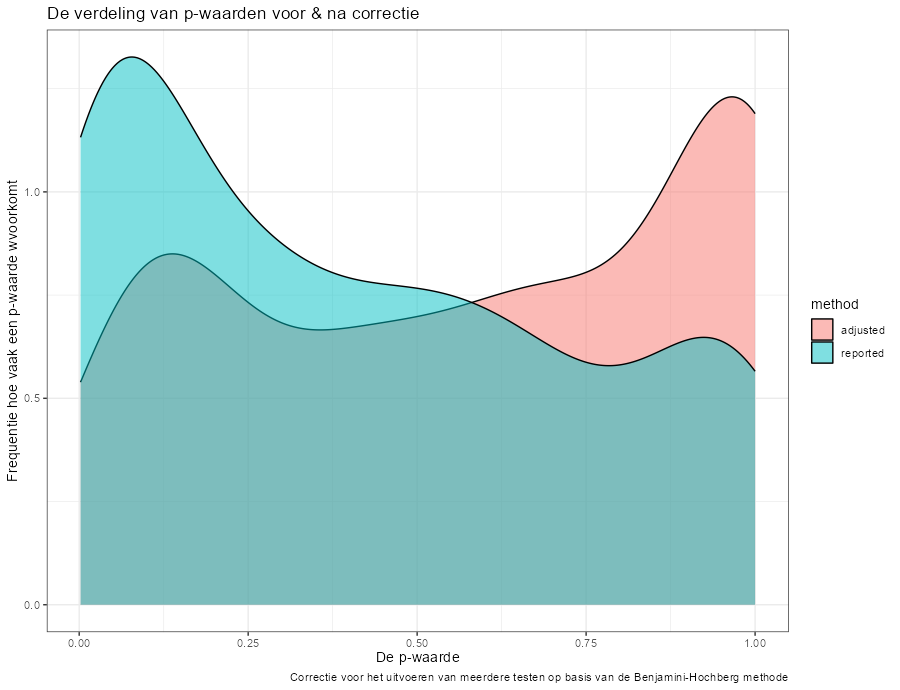 De verdeling van p-waarden voor & na correctie
Frequentie hoe vaak een p-waarde wvoorkomt
1.0
0.5
0.0
0.00 0.25 0.50 0.75 1.00
De p-waarde
method
adjusted
reported
Correctie voor het uitvoeren van meerdere testen op basis van de Benjamini-Hochberg methode